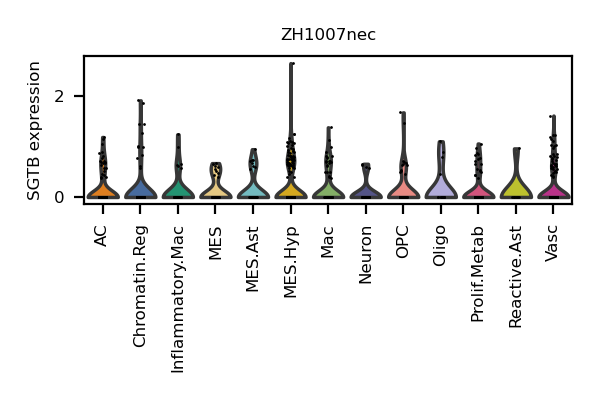 ZH1007nec
SGTB expression
2
0
AC
Chromatin.Reg
Inflammatory.Mac
MES
MES.Ast
MES.Hyp
Mac
Neuron
OPC
Oligo
Prolif.Metab
Reactive.Ast
Vasc